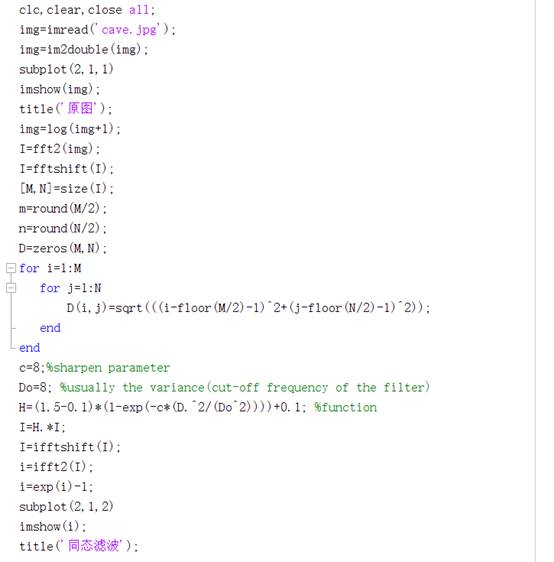 clc,clear,close all;
img=imread('cave.jpg');
img=im2double(img);
subplot(2,1,1)
imshow(img);
title('原图');
img=log(img+1);
I=fft2(img);
I=fftshift(I);
[M,N]=size(I);
m=round(M/2);
n=round(N/2);
D=zeros(M,N);
for i=1:M
for j=1:N
D(i,j)=sqrt(((i-floor(M/2)-1)^2+(j-floor(N/2)-1)^2));
end
end
c=8;%sharpen parameter
Do=8; %usually the variance(cut-off frequency of the filter)
H=(1.5-0.1)*(1-exp(-c*(D.^2/(Do^2))))+0.1; %function
I=H.*I;
I=ifftshift(I);
i=ifft2(I);
i=exp(i)-1;
subplot(2,1,2)
imshow(i);
title('同态滤波');